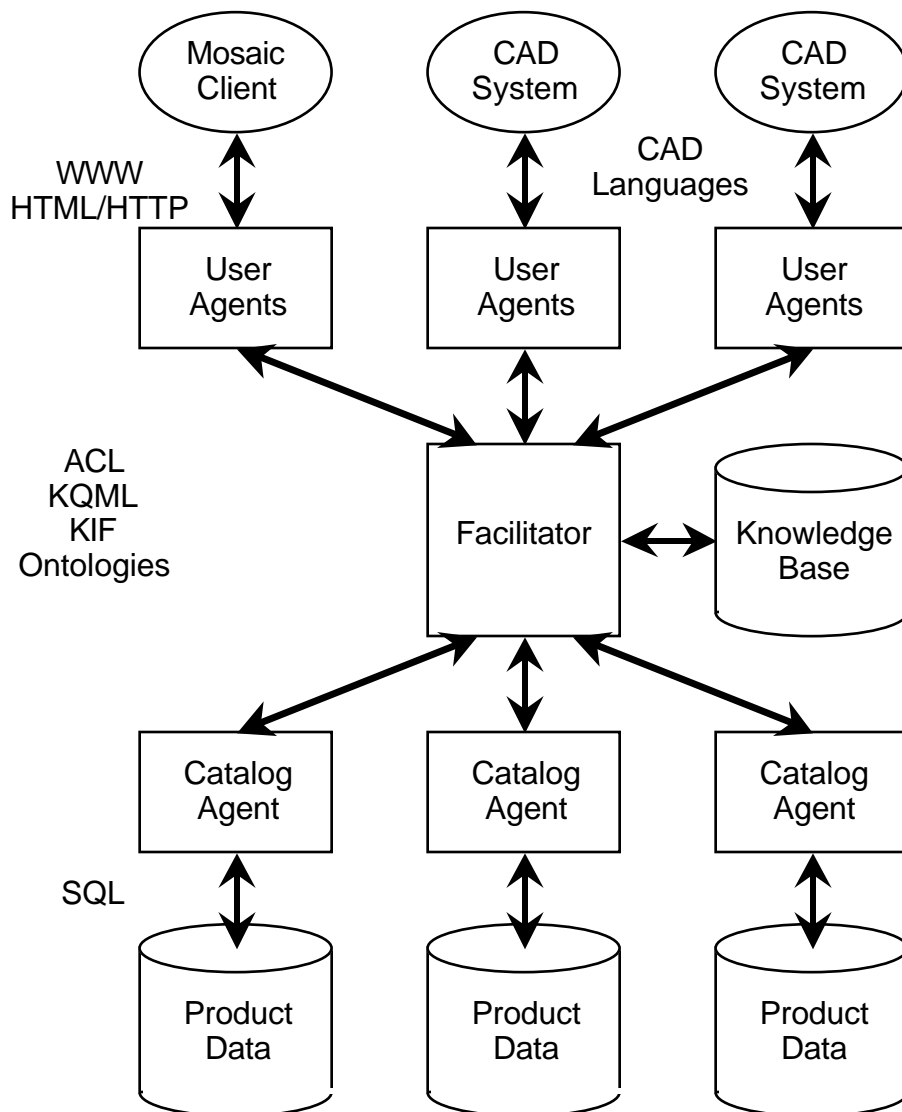 Mosaic
Client
CAD
System
CAD
System
WWW
HTML/HTTP
CAD
Languages
User
Agents
User
Agents
User
Agents
ACL
KQML
KIF
Ontologies
Facilitator
Knowledge
Base
Catalog
Agent
Catalog
Agent
Catalog
Agent
SQL
Product
Data
Product
Data
Product
Data